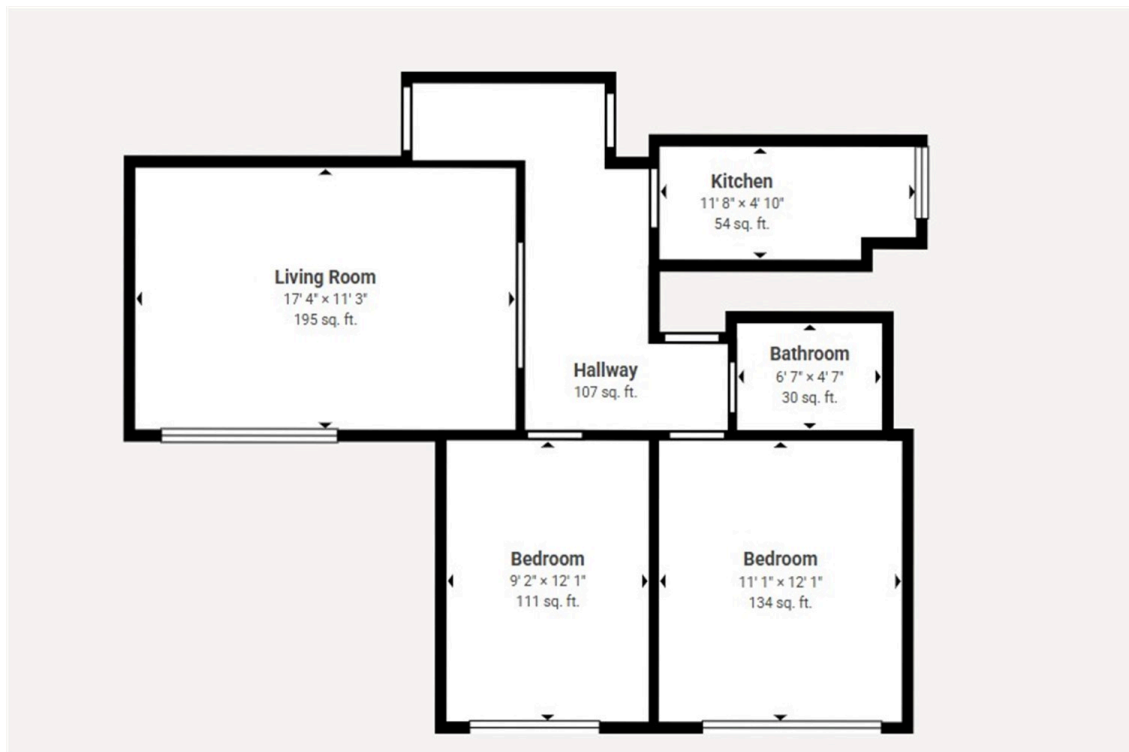 Kitchen
11' 8" × 4' 10"
54 sq. ft.
Living Room
17' 4" × 11' 3"
195 sq. ft.
Hallway
107 sq. ft.
Bathroom
6' 7" × 4' 7"
30 sq. ft.
Bedroom
9' 2" × 12' 1"
111 sq. ft.
Bedroom
11' 1" × 12' 1"
134 sq. ft.